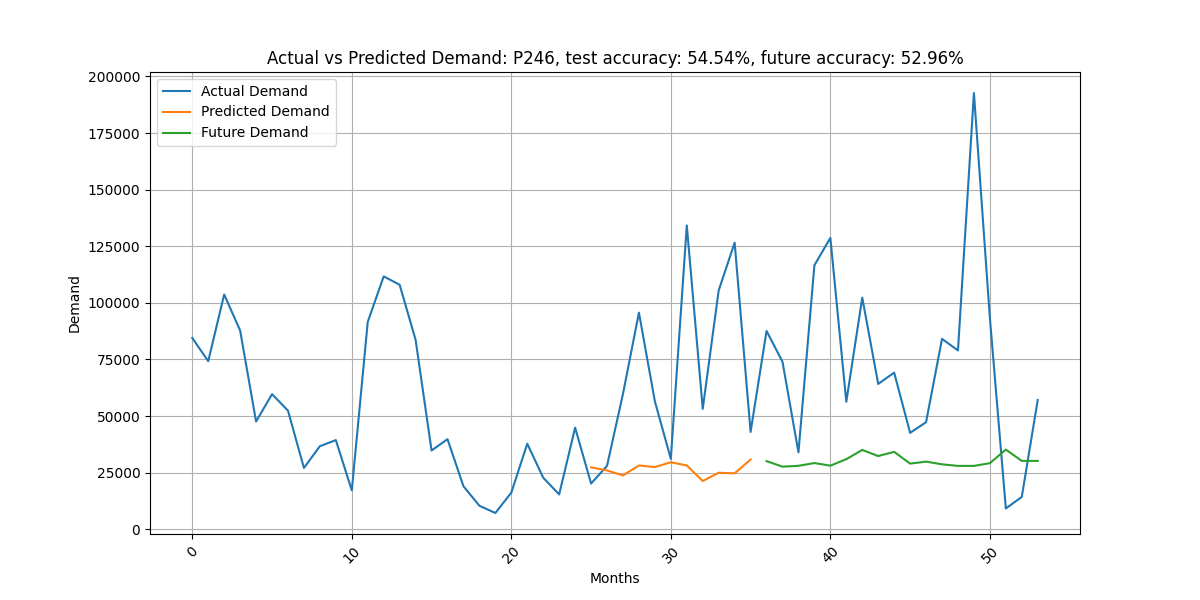 Actual vs Predicted Demand: P246, test accuracy: 54.54%, future accuracy: 52.96%
200000
175000
150000
125000
100000
75000
50000
25000
0
Demand
Actual Demand
Predicted Demand
Future Demand
0
10
20
30
40
50
Months